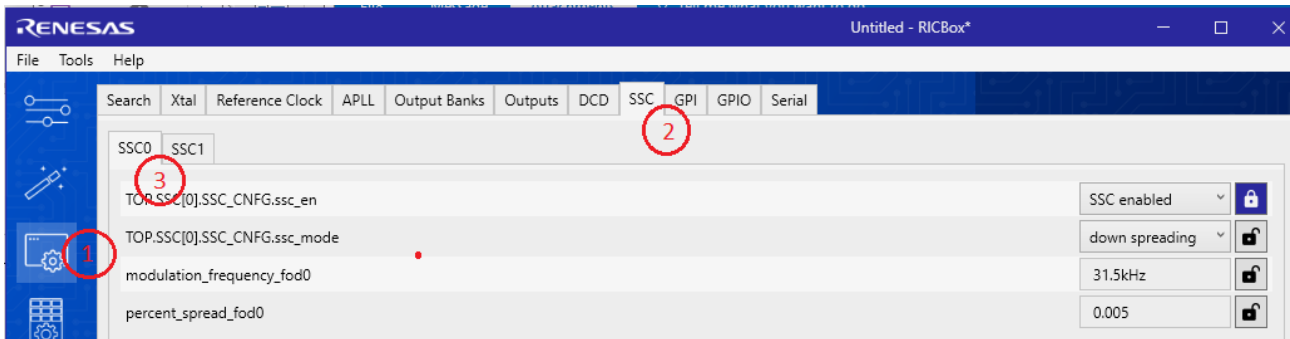 RENESAS
Untitled - RICBox*
File Tools Help
Search Xtal Reference Clock APLL Output Banks Outputs DCD SSC GPI GPIO Serial
2
SSC0 SSC1
3
TOP.SSC[0].SSC_CNFG.ssc_en SSC enabled
TOP.SSC[0].SSC_CNFG.ssc_mode down spreading
1
modulation_frequency_fod0 31.5kHz
percent_spread_fod0 0.005